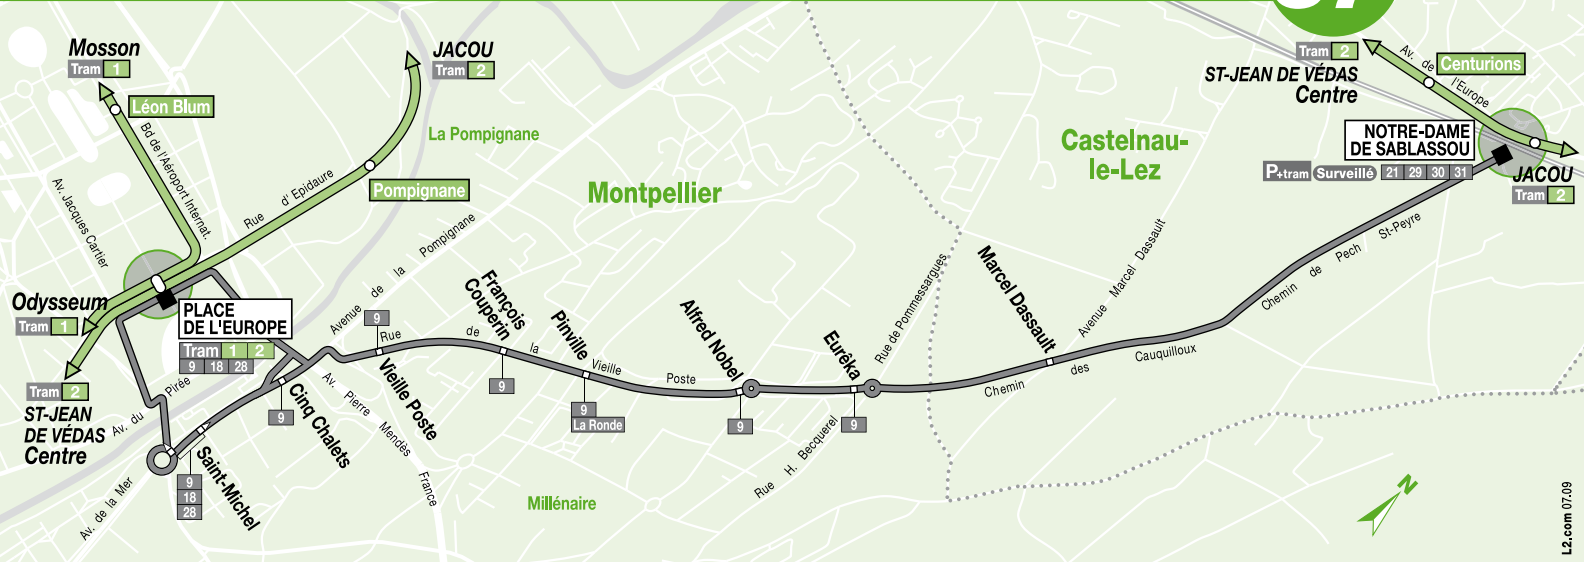 Mosson
Tram 1
Léon Blum
Bd de l'Aéroport Internat.
Av. Jacques Cartier
JACOU
Tram 2
La Pompignane
Pompignane
Rue d'Epidaure
Odysseum
Tram 1
Tram 2
ST-JEAN
DE VÉDAS
Centre
PLACE
DE L'EUROPE
Tram 1 2
9 18 28
Av. du Pirée
Av. de la Mer
Saint-Michel
9
18
28
Cinq Chalets
9
Avenue de la Pompignane
Av. Pierre Mendès France
9
Vieille Poste
Rue de la Vieille Poste
François
Couperin
9
Pinville
9
La Ronde
Montpellier
Millénaire
Alfred Nobel
9
Eurêka
9
Rue H. Becquerel
Rue de Pommessargues
Castelnau-
le-Lez
Marcel Dassault
Avenue Marcel Dassault
Chemin des Cauquilloux
Chemin de Pech St-Peyre
Tram 2
ST-JEAN DE VÉDAS
Centre
Av. de l'Europe
Centurions
NOTRE-DAME
DE SABLASSOU
P+tram Surveillé 21 29 30 31
JACOU
Tram 2
N
L2.com 07.09